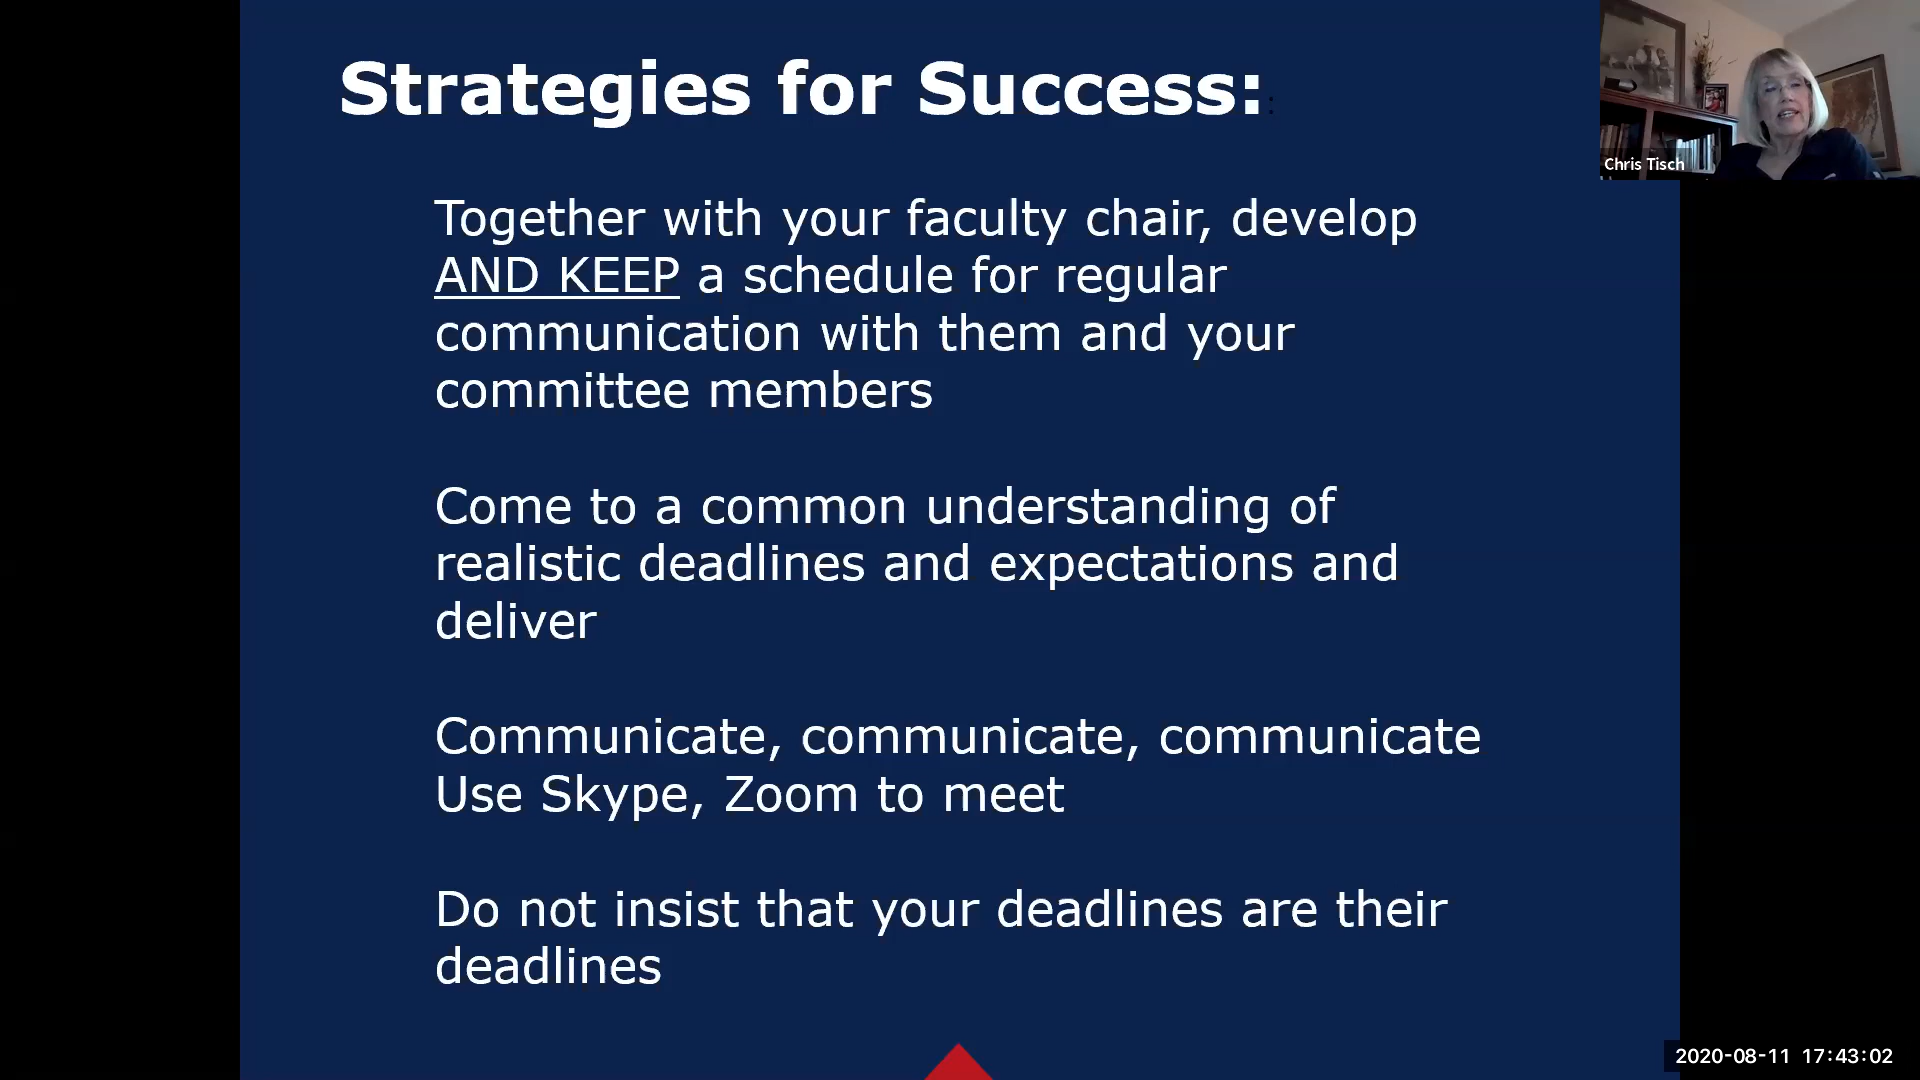 Strategies for Success::
Together with your faculty chair, develop
AND KEEP a schedule for regular
communication with them and your
committee members
Come to a common understanding of
realistic deadlines and expectations and
deliver
Communicate, communicate, communicate
Use Skype, Zoom to meet
Do not insist that your deadlines are their
deadlines
Chris Tisch
2020-08-11 17:43:02